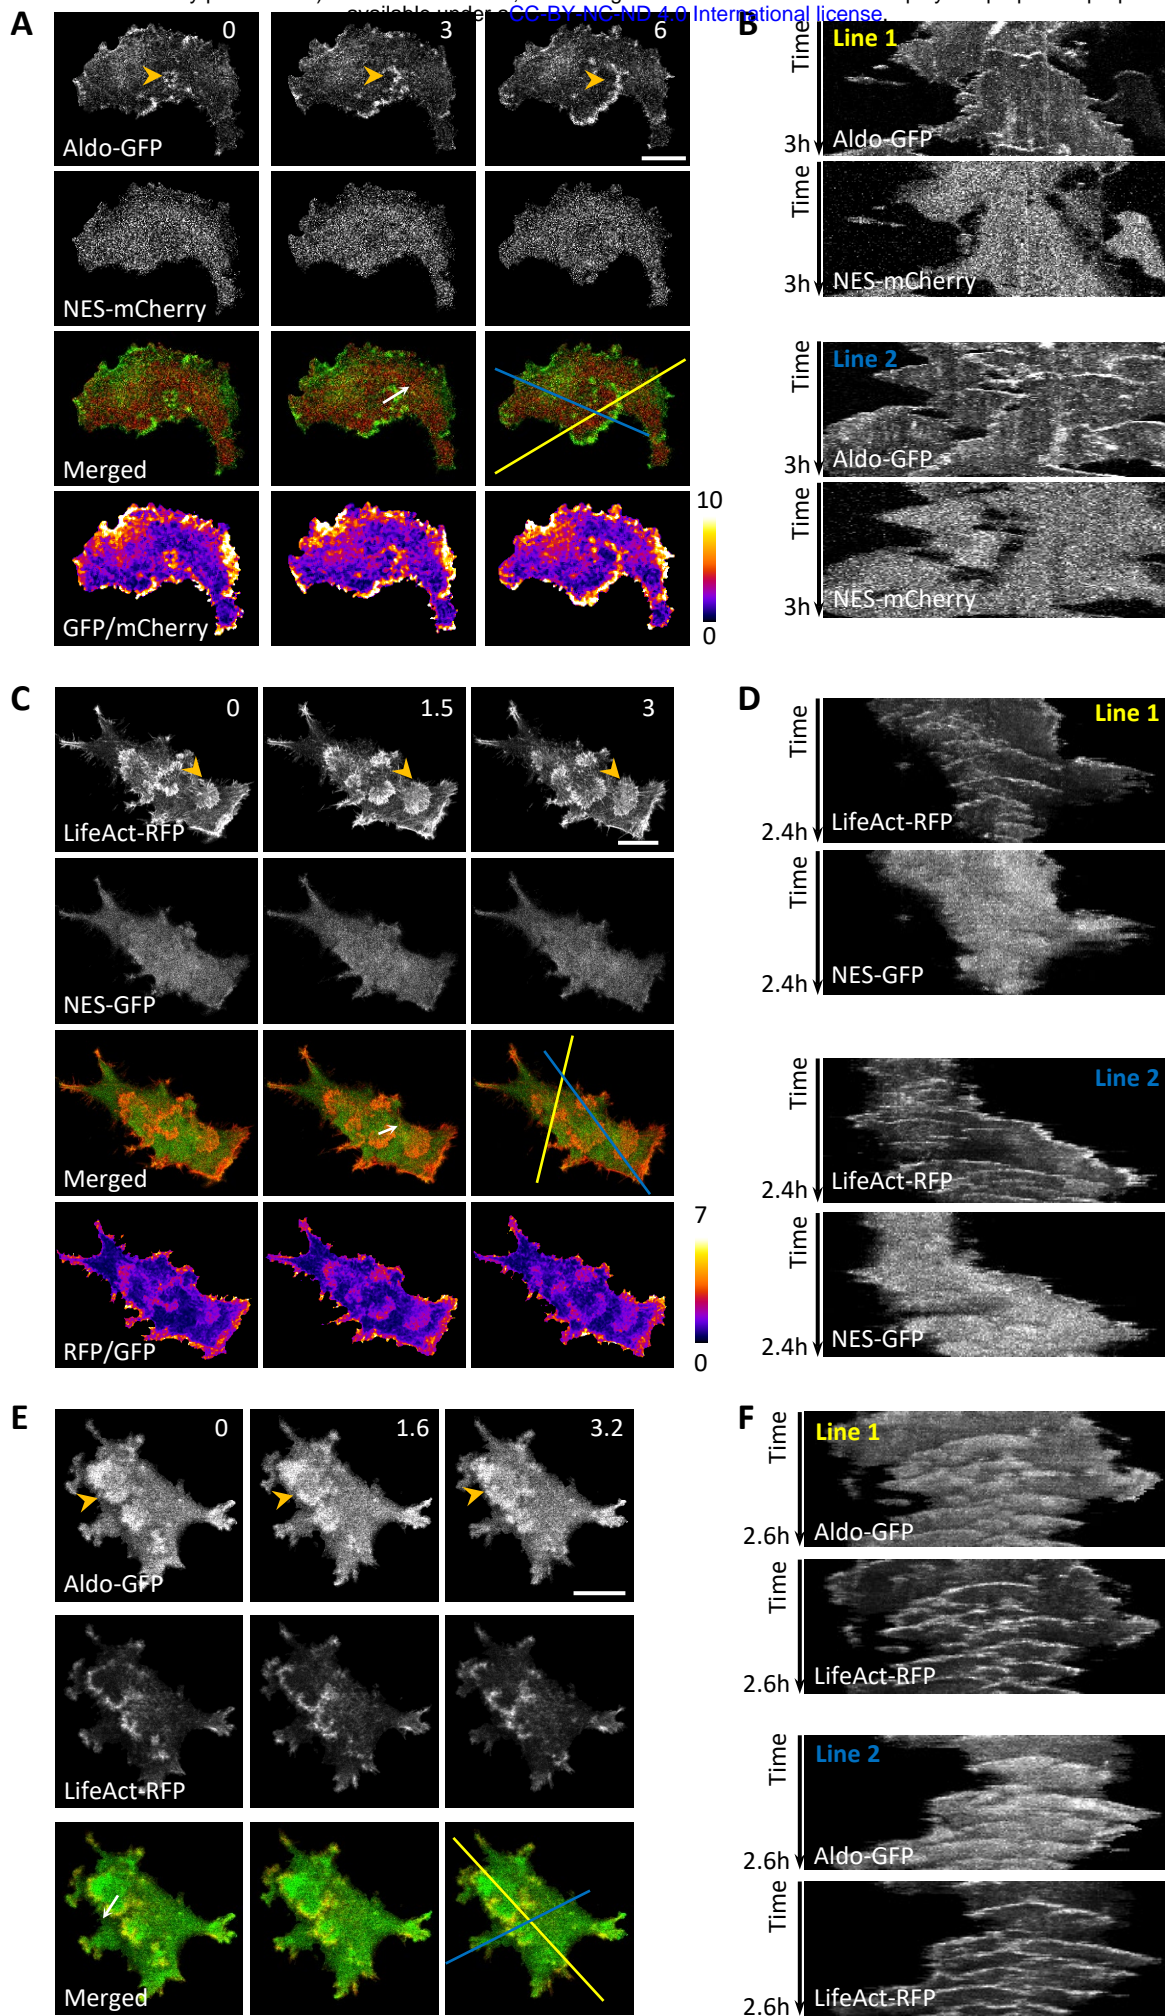 available under a CC-BY-NC-ND 4.0 International license.
A
0
3
6
Aldo-GFP
NES-mCherry
Merged
GFP/mCherry
10
0
B
Time
Line 1
3h
Aldo-GFP
Time
3h
NES-mCherry
Time
Line 2
3h
Aldo-GFP
Time
3h
NES-mCherry
C
0
1.5
3
LifeAct-RFP
NES-GFP
Merged
RFP/GFP
7
0
D
Time
Line 1
2.4h
LifeAct-RFP
Time
2.4h
NES-GFP
Time
Line 2
2.4h
LifeAct-RFP
Time
2.4h
NES-GFP
E
0
1.6
3.2
Aldo-GFP
LifeAct-RFP
Merged
F
Time
Line 1
2.6h
Aldo-GFP
Time
2.6h
LifeAct-RFP
Time
Line 2
2.6h
Aldo-GFP
Time
2.6h
LifeAct-RFP